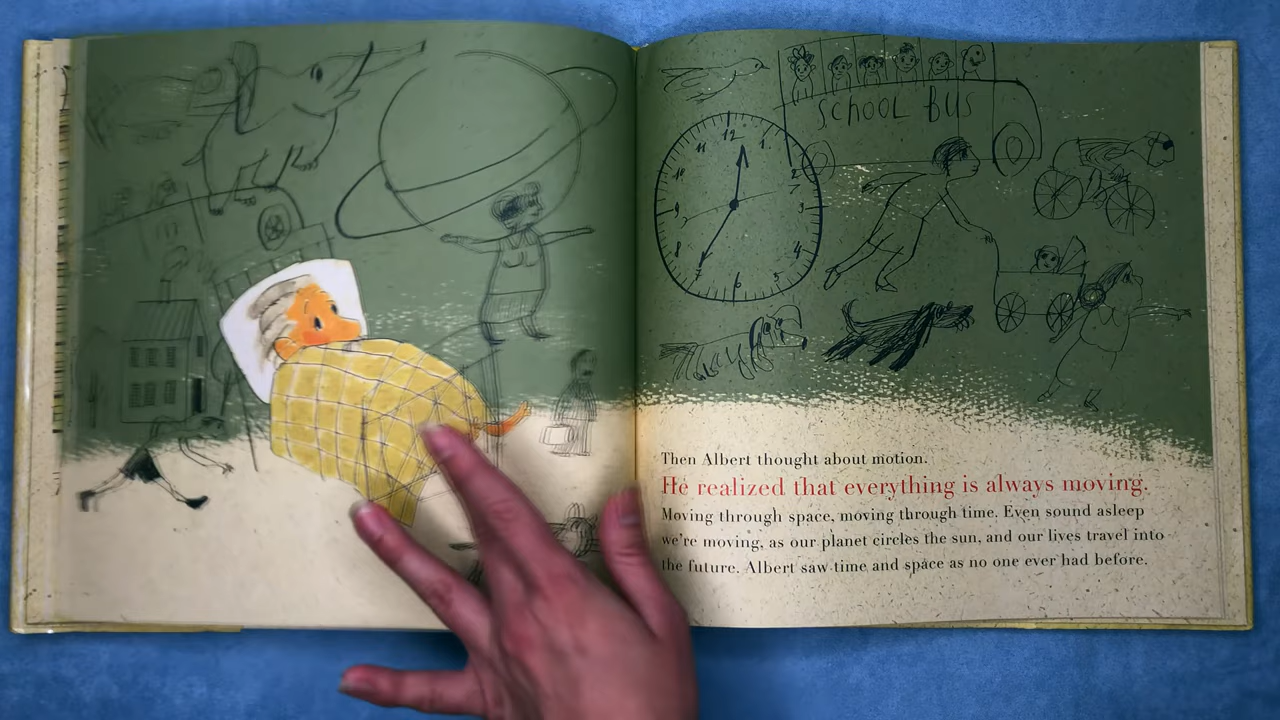 SCHOOL BUS
12
Then Albert thought about motion.
He realized that everything is always moving.
Moving through space, moving through time. Even sound asleep
we're moving, as our planet circles the sun, and our lives travel into
the future. Albert saw time and space as no one ever had before.